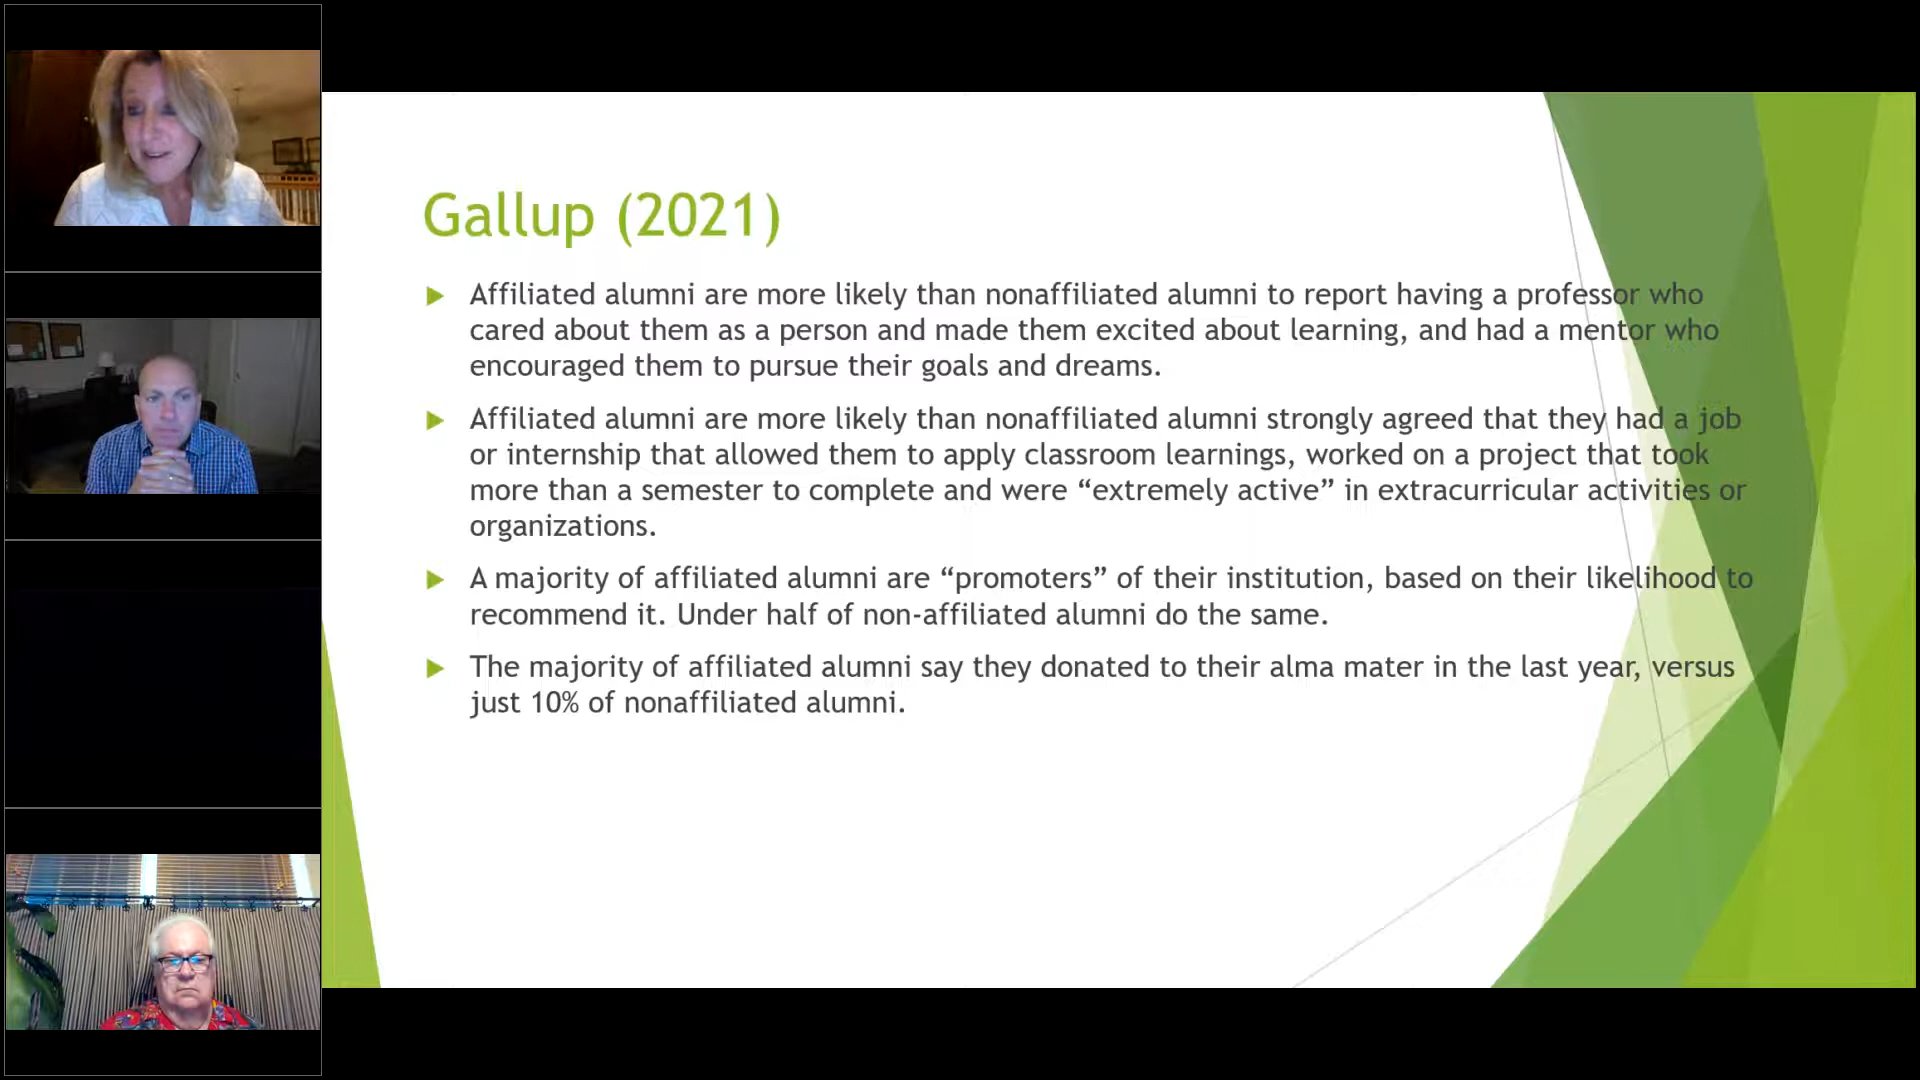 Gallup (2021)
Affiliated alumni are more likely than nonaffiliated alumni to report having a professor who
cared about them as a person and made them excited about learning, and had a mentor who
encouraged them to pursue their goals and dreams.
Affiliated alumni are more likely than nonaffiliated alumni strongly agreed that they had a job
or internship that allowed them to apply classroom learnings, worked on a project that took
more than a semester to complete and were “extremely active” in extracurricular activities or
organizations.
A majority of affiliated alumni are “promoters” of their institution, based on their likelihood to
recommend it. Under half of non-affiliated alumni do the same.
The majority of affiliated alumni say they donated to their alma mater in the last year, versus
just 10% of nonaffiliated alumni.